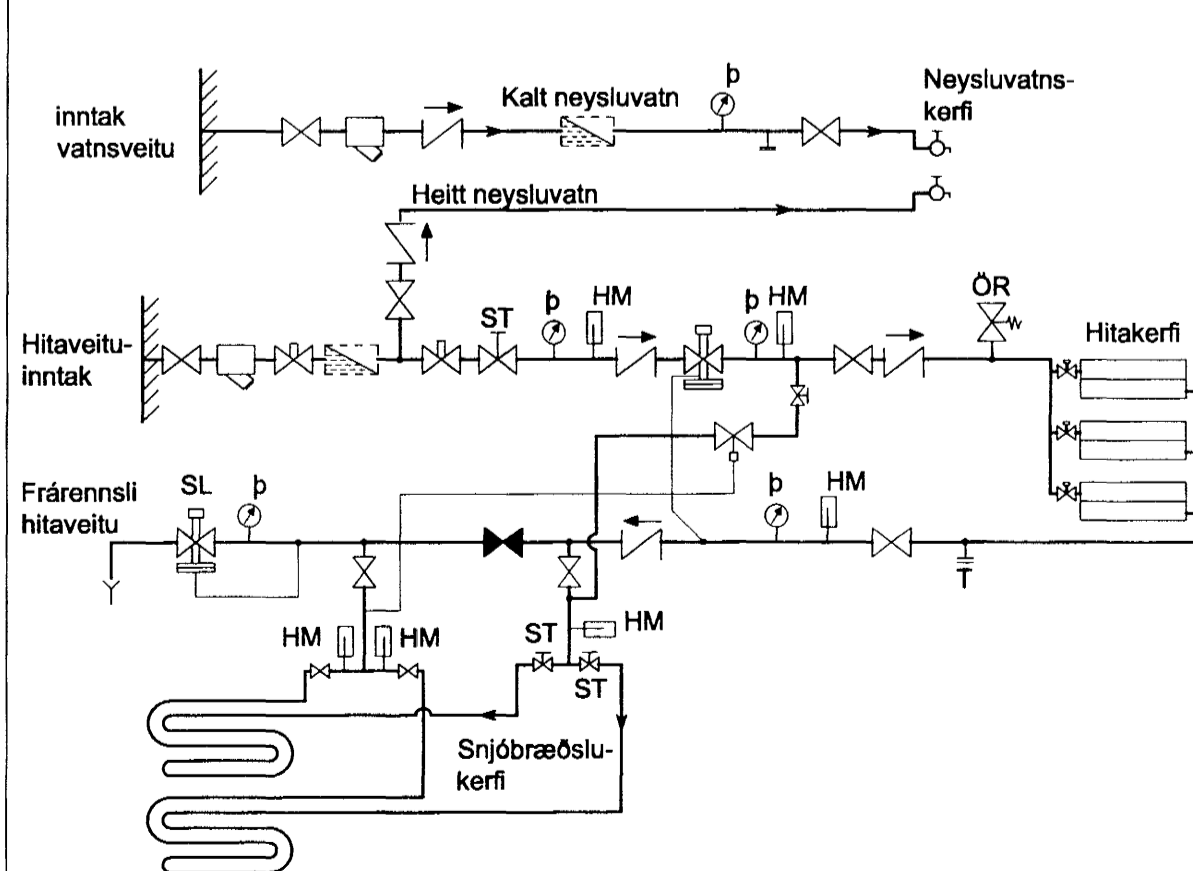 inntak
vatnsveitu
Kalt neysluvatn
þ
Neysluvatns-
kerfi
Heitt neysluvatn
Hitaveitu-
inntak
ST
þ
HM
þ
HM
ÖR
Hitakerfi
Frárennsli
hitaveitu
SL
þ
þ
HM
HM
HM
ST
HM
ST
Snjóbræðslu-
kerfi